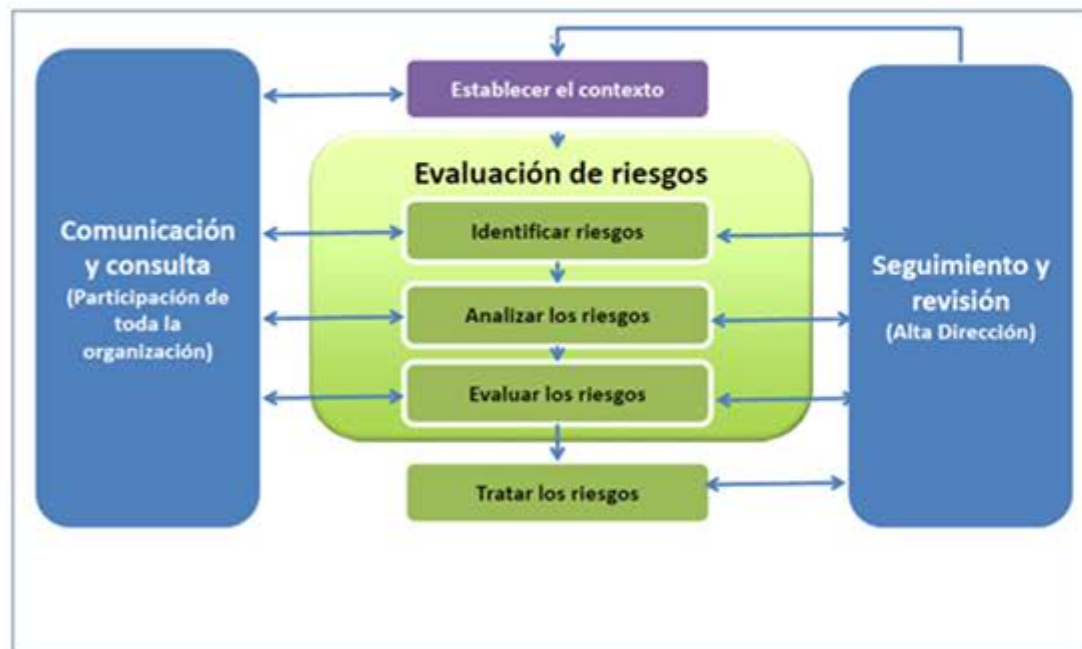 Establecer el contexto
Evaluación de riesgos
Identificar riesgos
Analizar los riesgos
Evaluar los riesgos
Tratar los riesgos
Comunicación
y consulta
(Participación de
toda la
organización)
Seguimiento y
revisión
(Alta Dirección)